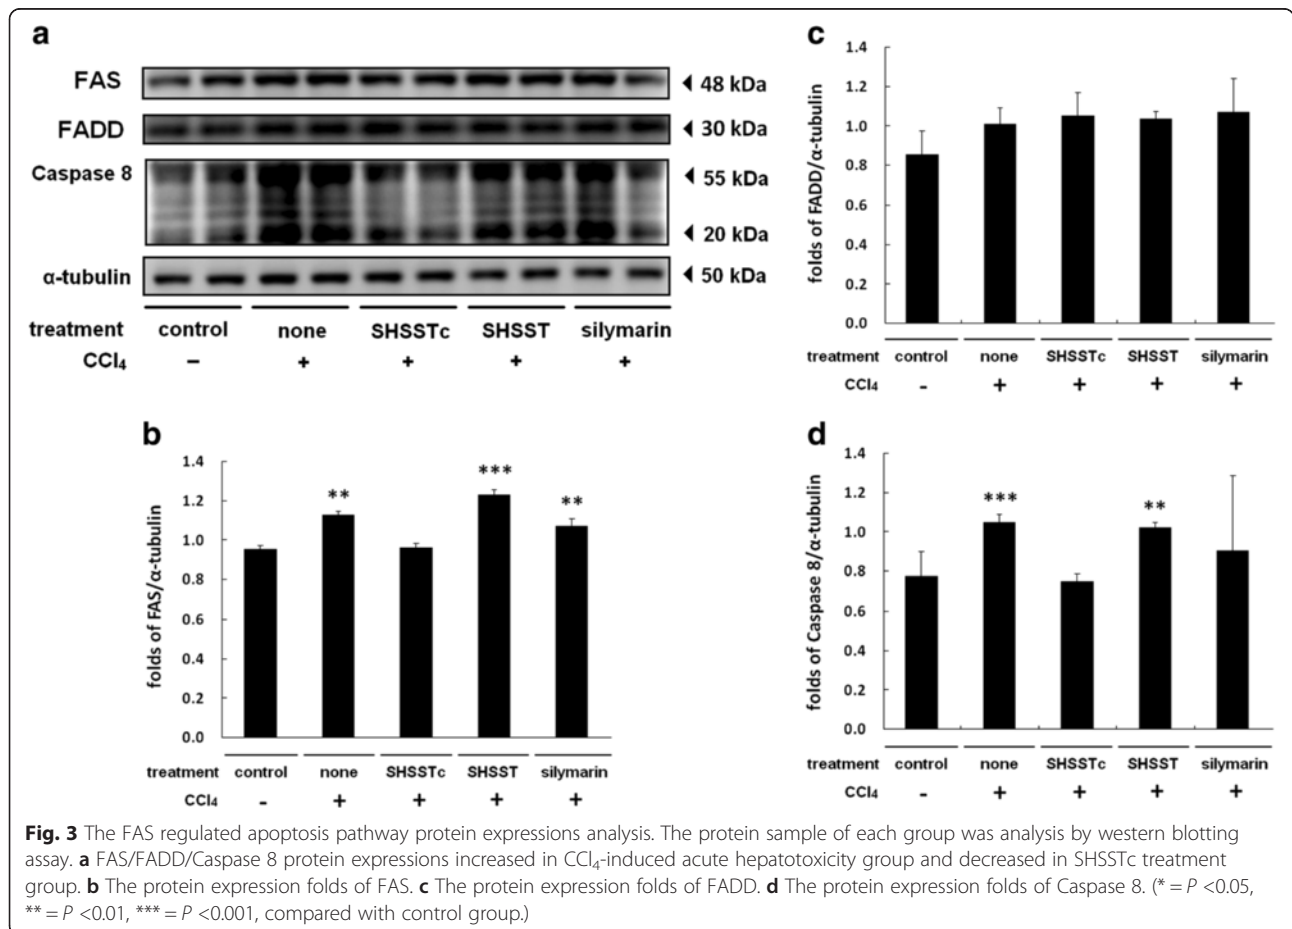 a
FAS
48 kDa
FADD
30 kDa
Caspase 8
55 kDa
20 kDa
α-tubulin
50 kDa
treatment control none SHSSTc SHSST silymarin
CCl₄ – + + + +
b
folds of FAS/α-tubulin
1.4
1.2
1.0
0.8
0.6
0.4
0.2
0.0
** *** **
treatment control none SHSSTc SHSST silymarin
CCl₄ - + + + +
c
folds of FADD/α-tubulin
1.4
1.2
1.0
0.8
0.6
0.4
0.2
0.0
treatment control none SHSSTc SHSST silymarin
CCl₄ - + + + +
d
folds of Caspase 8/α-tubulin
1.4
1.2
1.0
0.8
0.6
0.4
0.2
0.0
*** **
treatment control none SHSSTc SHSST silymarin
CCl₄ - + + + +
Fig. 3 The FAS regulated apoptosis pathway protein expressions analysis. The protein sample of each group was analysis by western blotting
assay. a FAS/FADD/Caspase 8 protein expressions increased in CCl₄-induced acute hepatotoxicity group and decreased in SHSSTc treatment
group. b The protein expression folds of FAS. c The protein expression folds of FADD. d The protein expression folds of Caspase 8. (* = P <0.05,
** = P <0.01, *** = P <0.001, compared with control group.)